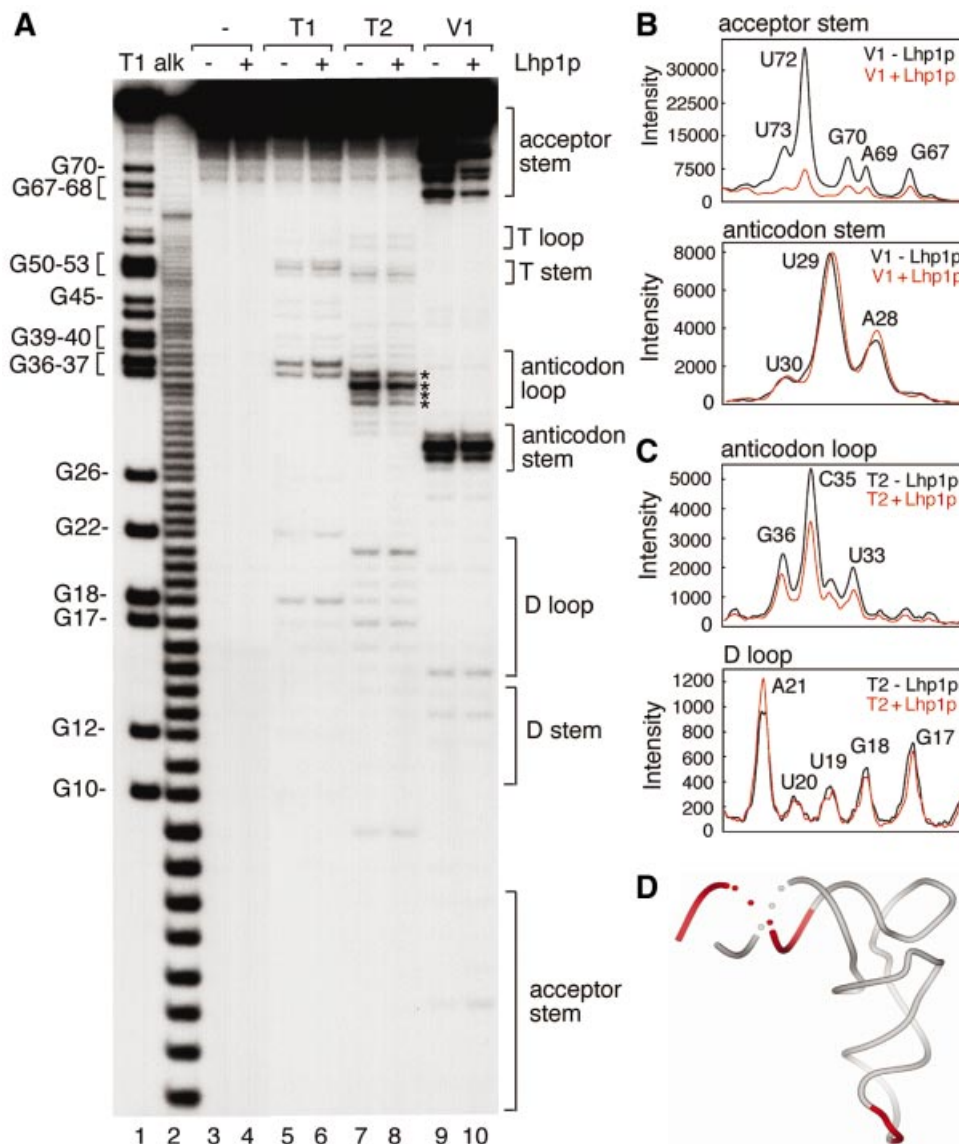 A
- T1 T2 V1
T1 alk - + - + - + - + Lhp1p
G70-
G67-68
G50-53
G45-
G39-40
G36-37
G26-
G22-
G18-
G17-
G12-
G10-
acceptor
stem
T loop
T stem
anticodon
loop
*
*
*
*
anticodon
stem
D loop
D stem
acceptor
stem
1 2 3 4 5 6 7 8 9 10
B
acceptor stem
V1 - Lhp1p
V1 + Lhp1p
Intensity
30000
22500
15000
7500
0
U73
U72
G70
A69
G67
anticodon stem
V1 - Lhp1p
V1 + Lhp1p
Intensity
8000
6000
4000
2000
0
U30
U29
A28
C
anticodon loop
T2 - Lhp1p
T2 + Lhp1p
Intensity
5000
4000
3000
2000
1000
0
G36
C35
U33
D loop
T2 - Lhp1p
T2 + Lhp1p
Intensity
1200
1000
800
600
400
200
0
A21
U20
U19
G18
G17
D